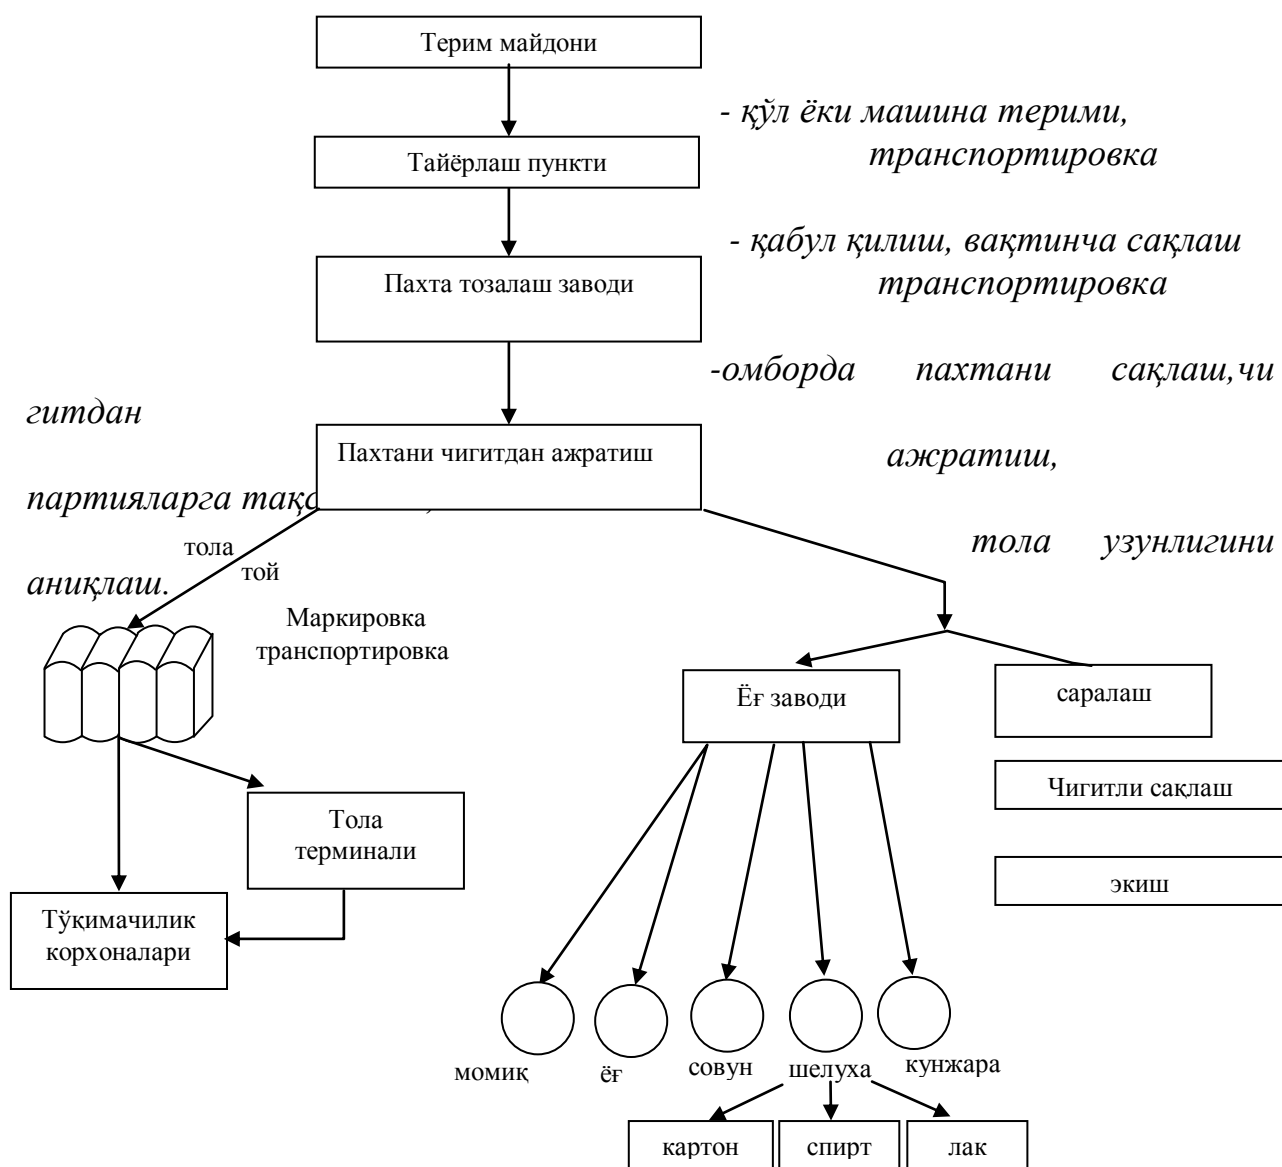 Терим майдони
- қўл ёки машина терими,
транспортировка
Тайёрлаш пункти
- қабул қилиш, вақтинча сақлаш
транспортировка
Пахта тозалаш заводи
-омборда пахтани сақлаш,чи
гитдан
Пахтани чигитдан ажратиш
ажратиш,
партияларга
тола узунлигини
аниқлаш.
тола
той
Маркировка
транспортировка
Ёғ заводи
саралаш
Чигитли сақлаш
экиш
Тола
терминали
Тўқимачилик
корхоналари
момиқ
ёғ
совун
шелуха
кунжара
картон
спирт
лак